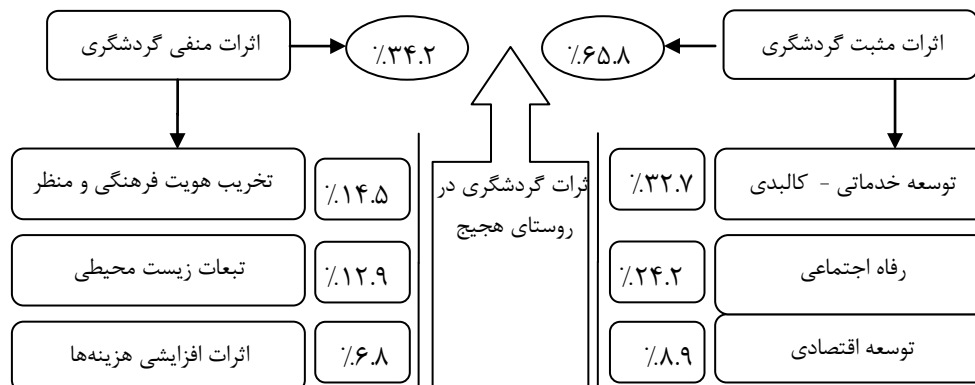 اثرات مثبت گردشگری
٪۶۵.۸
٪۳۴.۲
اثرات منفی گردشگری
توسعه خدماتی - کالبدی
٪۳۲.۷
ثرات گردشگری در
روستای هجیج
٪۱۴.۵
تخریب هویت فرهنگی و منظر
رفاه اجتماعی
٪۲۴.۲
٪۱۲.۹
تبعات زیست محیطی
توسعه اقتصادی
٪۸.۹
٪۶.۸
اثرات افزایشی هزینه‌ها